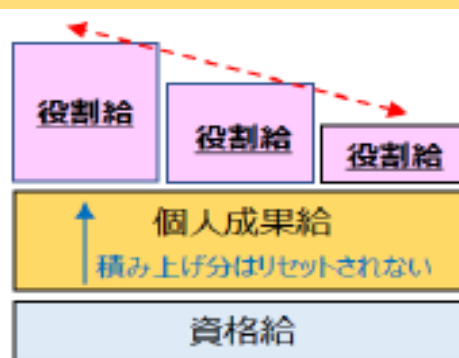 役割給
役割給
役割給
個人成果給
積み上げ分はリセットされない
資格給